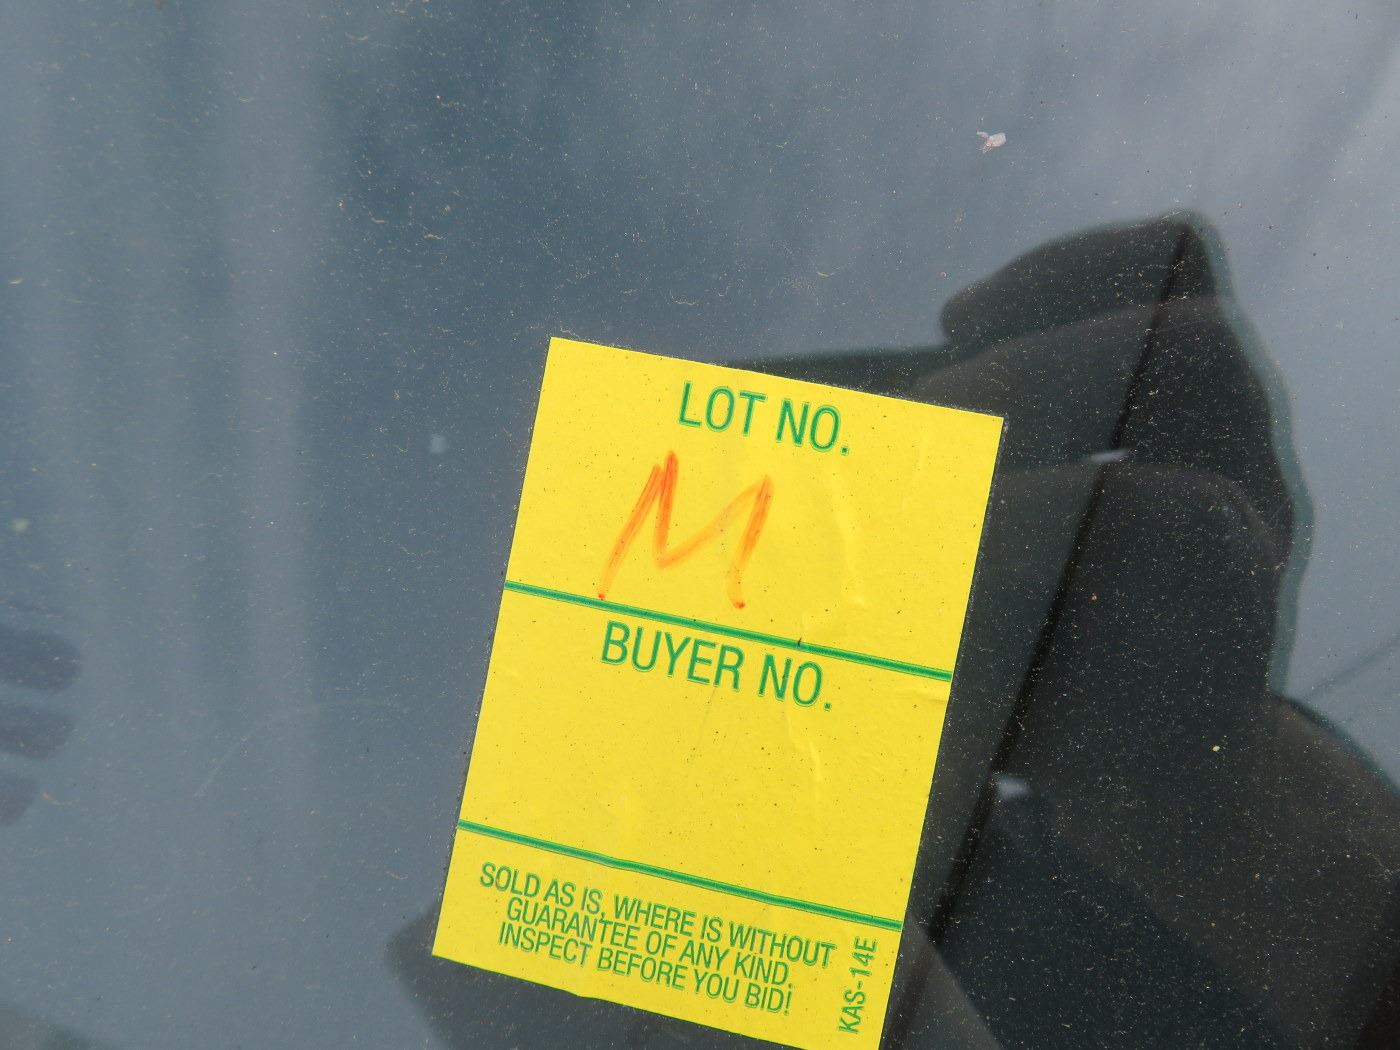 LOT NO.
M
BUYER NO.
SOLD AS IS, WHERE IS WITHOUT
GUARANTEE OF ANY KIND.
INSPECT BEFORE YOU BID!
KAS-14E